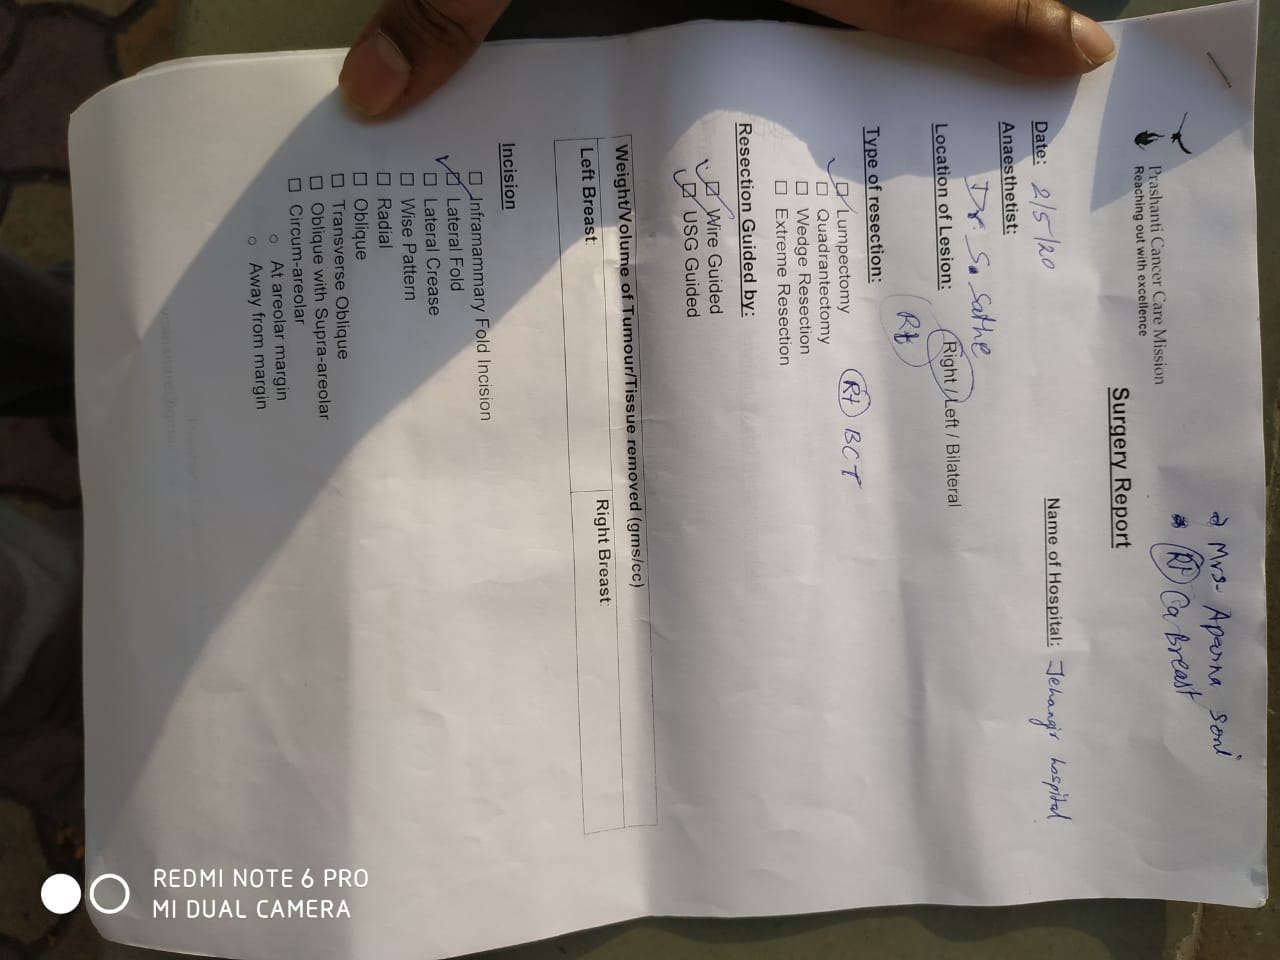 Prashanti Cancer Care Mission
Reaching out with excellence
Mrs. Aparna Soni
Rt Ca Breast
Surgery Report
Date: 2/5/20
Name of Hospital: Jehangir hospital
Anaesthetist: Dr. S. Sathe
Location of Lesion: Right / Left / Bilateral
Rt
Type of resection:
☑ Lumpectomy Rt BCT
☐ Quadrantectomy
☐ Wedge Resection
☐ Extreme Resection
Resection Guided by:
☑ Wire Guided
☑ USG Guided
Weight/Volume of Tumour/Tissue removed (gms/cc)
Left Breast: Right Breast:
Incision
☐ Inframammary Fold Incision
☑ Lateral Fold
☐ Lateral Crease
☐ Wise Pattern
☐ Radial
☐ Oblique
☐ Transverse Oblique
☐ Oblique with Supra-areolar
☐ Circum-areolar
○ At areolar margin
○ Away from margin
REDMI NOTE 6 PRO
MI DUAL CAMERA